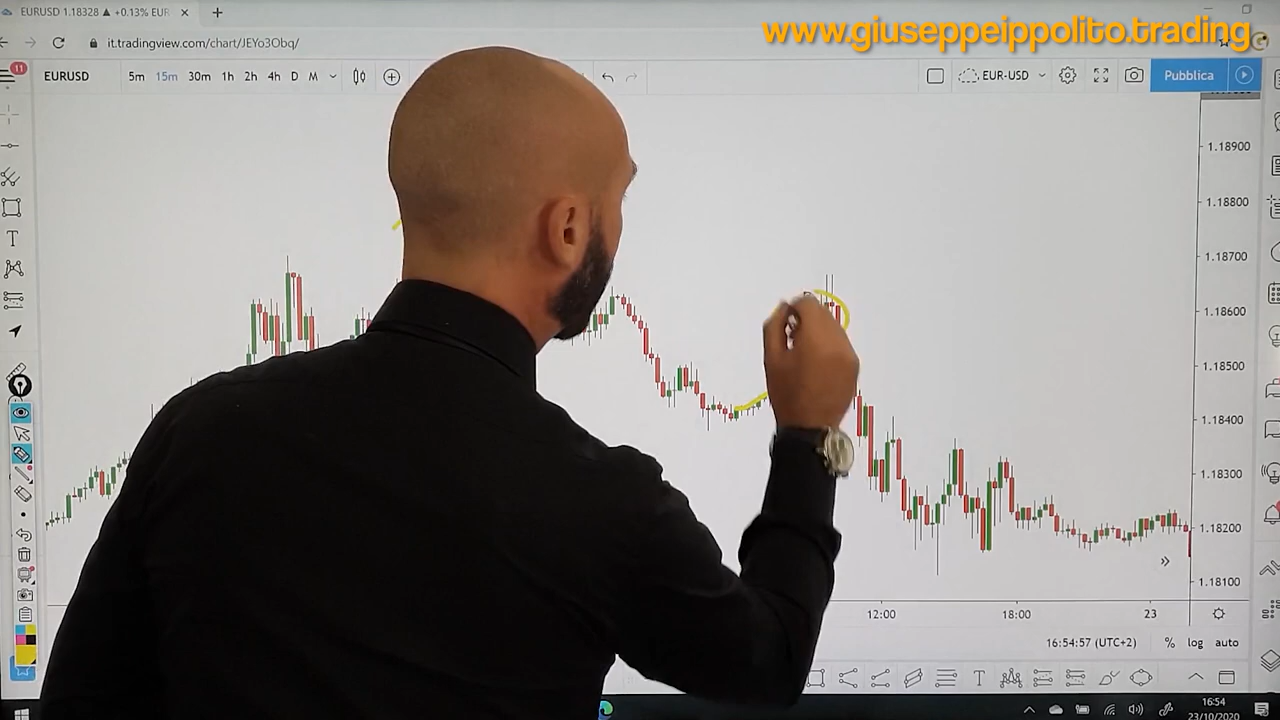 EURUSD 1.18328 ▲ +0.13% EUR
www.giuseppeippolito.trading
it.tradingview.com/chart/JEYo3Obq/
11
EURUSD 5m 15m 30m 1h 2h 4h D M EUR-USD Pubblica
1.18900
1.18800
1.18700
1.18600
1.18500
1.18400
1.18300
1.18200
1.18100
12:00 18:00 23
16:54:57 (UTC+2) % log auto
16:54
23/10/2020